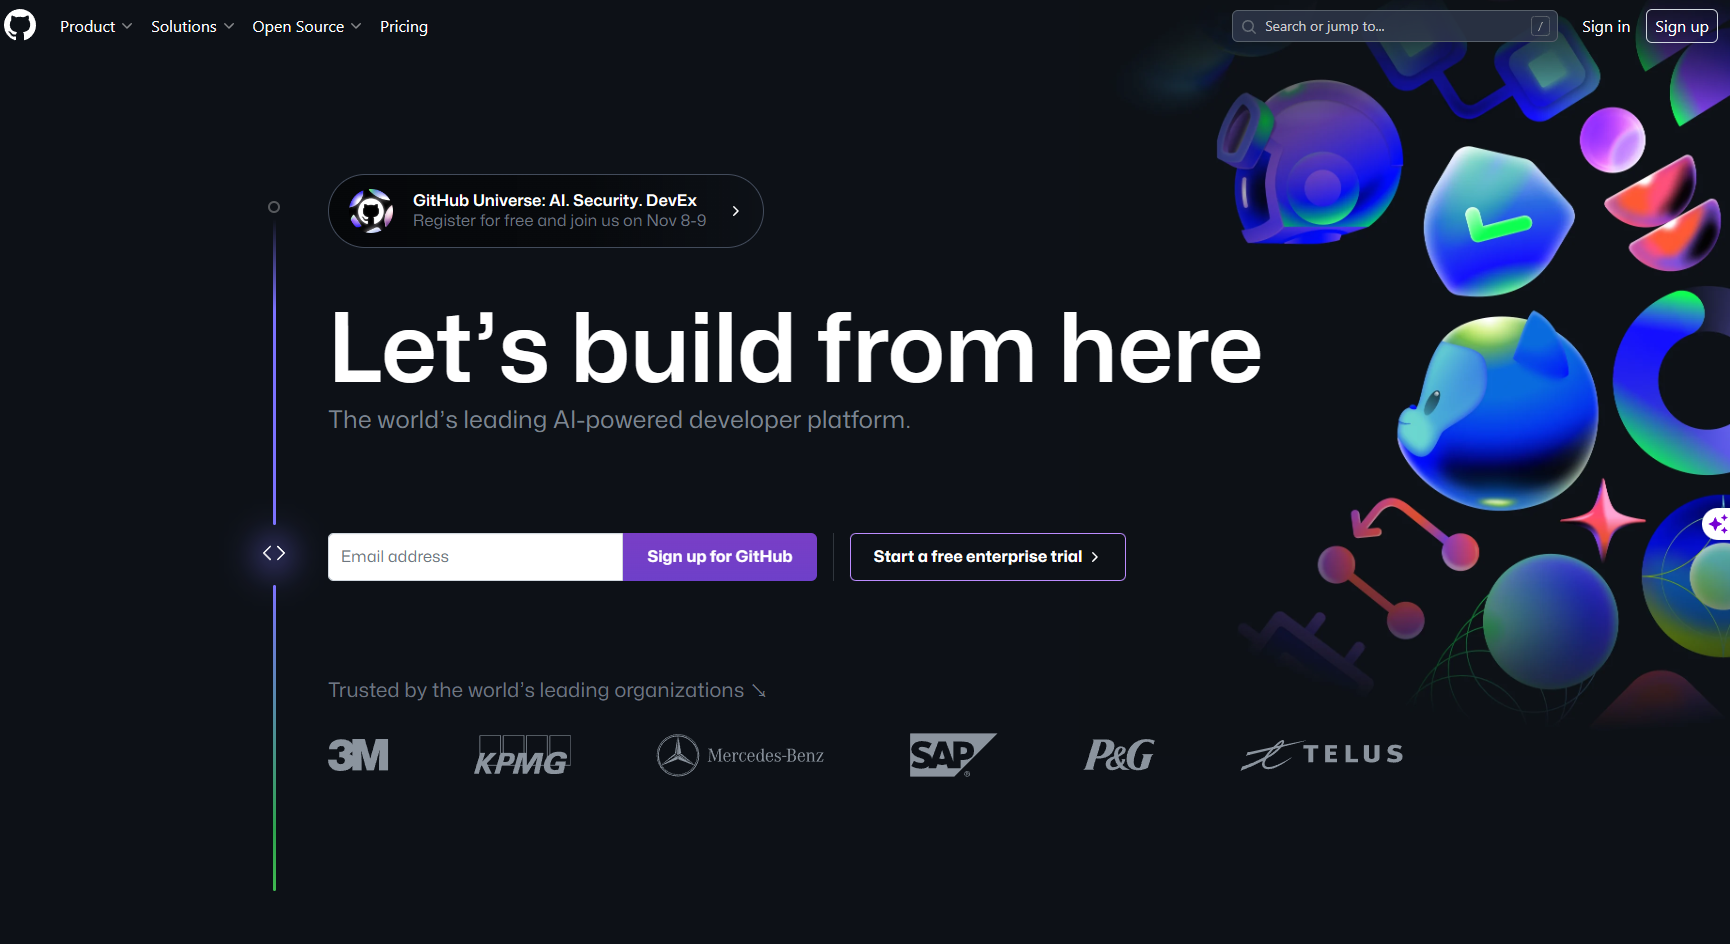 Product
Solutions
Open Source
Pricing
Search or jump to...
/
Sign in
Sign up
GitHub Universe: AI. Security. DevEx
Register for free and join us on Nov 8-9
Let’s build from here
The world’s leading AI-powered developer platform.
Email address
Sign up for GitHub
Start a free enterprise trial
Trusted by the world’s leading organizations ↘
3M
KPMG
Mercedes-Benz
SAP®
P&G
TELUS